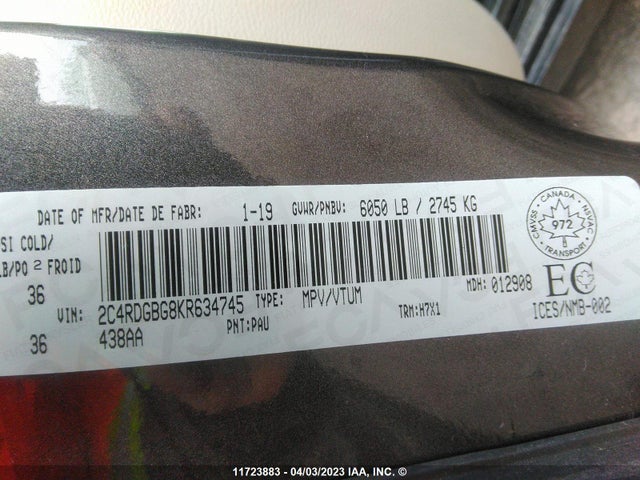 DATE OF MFR/DATE DE FABR: 1-19 GVWR/PNBV: 6050 LB / 2745 KG
SI COLD/
LB/PO 2 FROID
36
VIN: 2C4RDGBG8KR634745 TYPE: MPV/VTUM MDH: 012908
PNT: PAU TRM: H7X1
36 438AA
CANADA
CMVSS 972 NSVAC
TRANSPORT
EC
ICES/NMB-002
11723883 - 04/03/2023 IAA, INC. ©